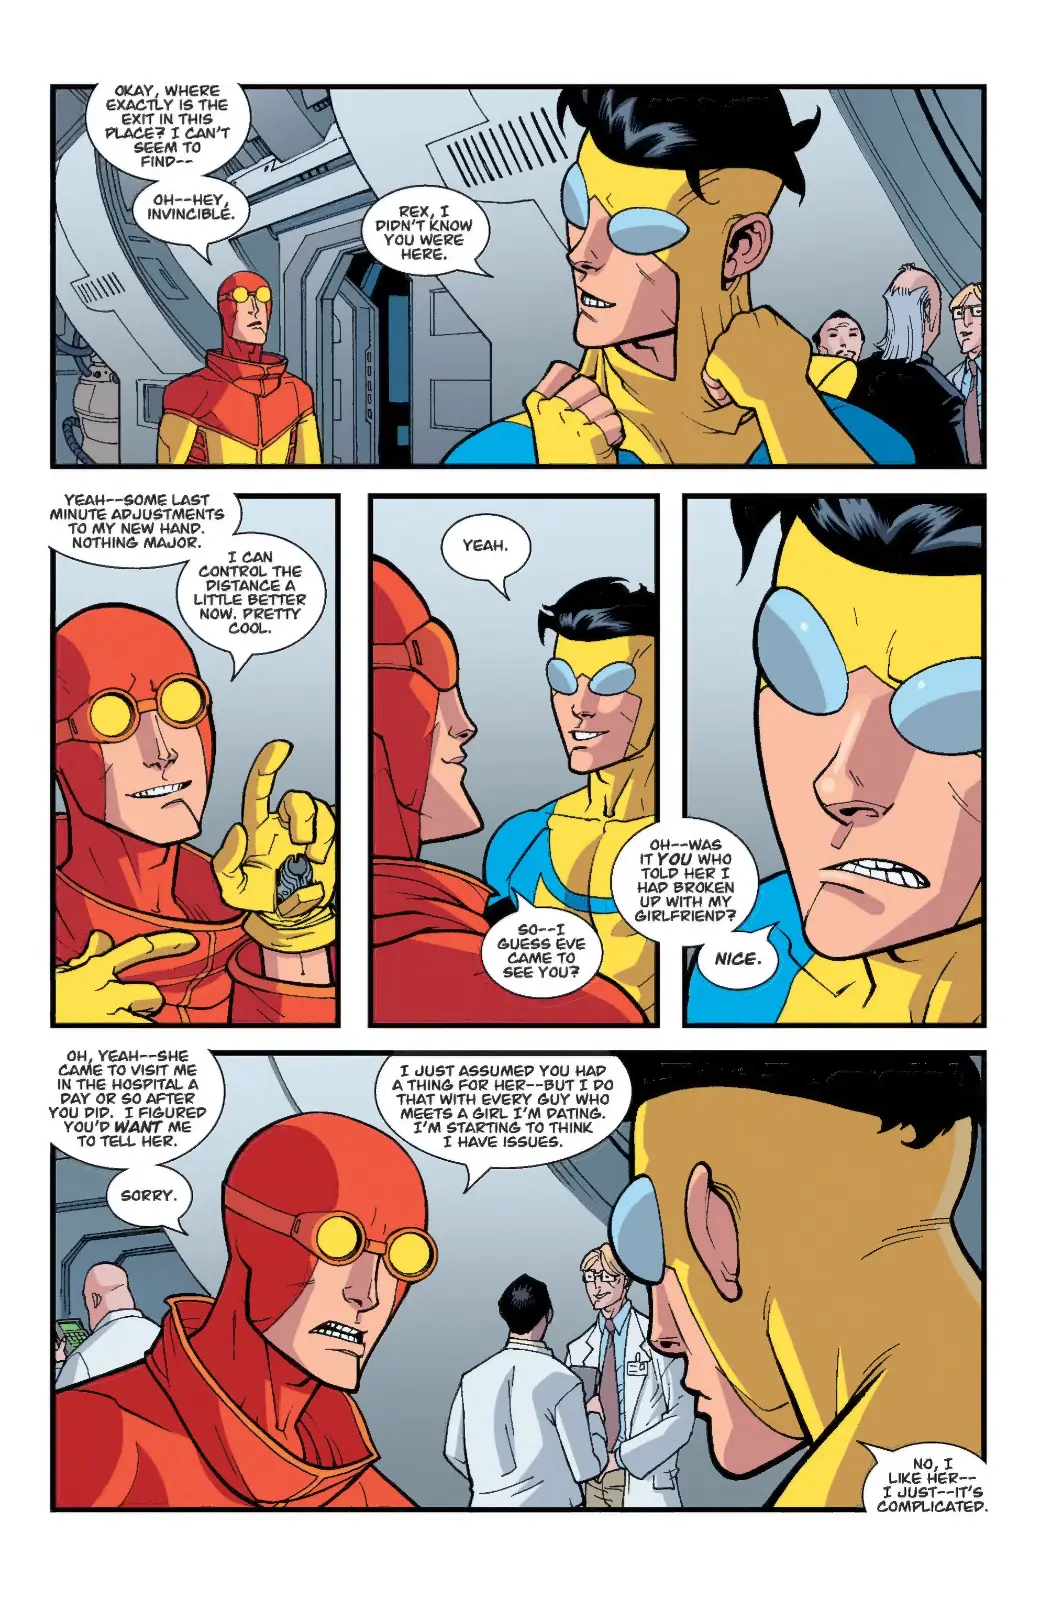 OKAY, WHERE
EXACTLY IS THE
EXIT IN THIS
PLACE? I CAN'T
SEEM TO
FIND--
OH--HEY,
INVINCIBLE.
REX, I
DIDN'T KNOW
YOU WERE
HERE.
YEAH--SOME LAST
MINUTE ADJUSTMENTS
TO MY NEW HAND.
NOTHING MAJOR.
I CAN
CONTROL THE
DISTANCE A
LITTLE BETTER
NOW. PRETTY
COOL.
YEAH.
SO--I
GUESS EVE
CAME TO
SEE YOU?
OH--WAS
IT YOU WHO
TOLD HER I
HAD BROKEN
UP WITH MY
GIRLFRIEND?
NICE.
OH, YEAH--SHE
CAME TO VISIT ME
IN THE HOSPITAL A
DAY OR SO AFTER
YOU DID. I FIGURED
YOU'D WANT ME
TO TELL HER.
SORRY.
I JUST ASSUMED YOU HAD
A THING FOR HER--BUT I DO
THAT WITH EVERY GUY WHO
MEETS A GIRL I'M DATING.
I'M STARTING TO THINK
I HAVE ISSUES.
NO, I
LIKE HER--
I JUST--IT'S
COMPLICATED.